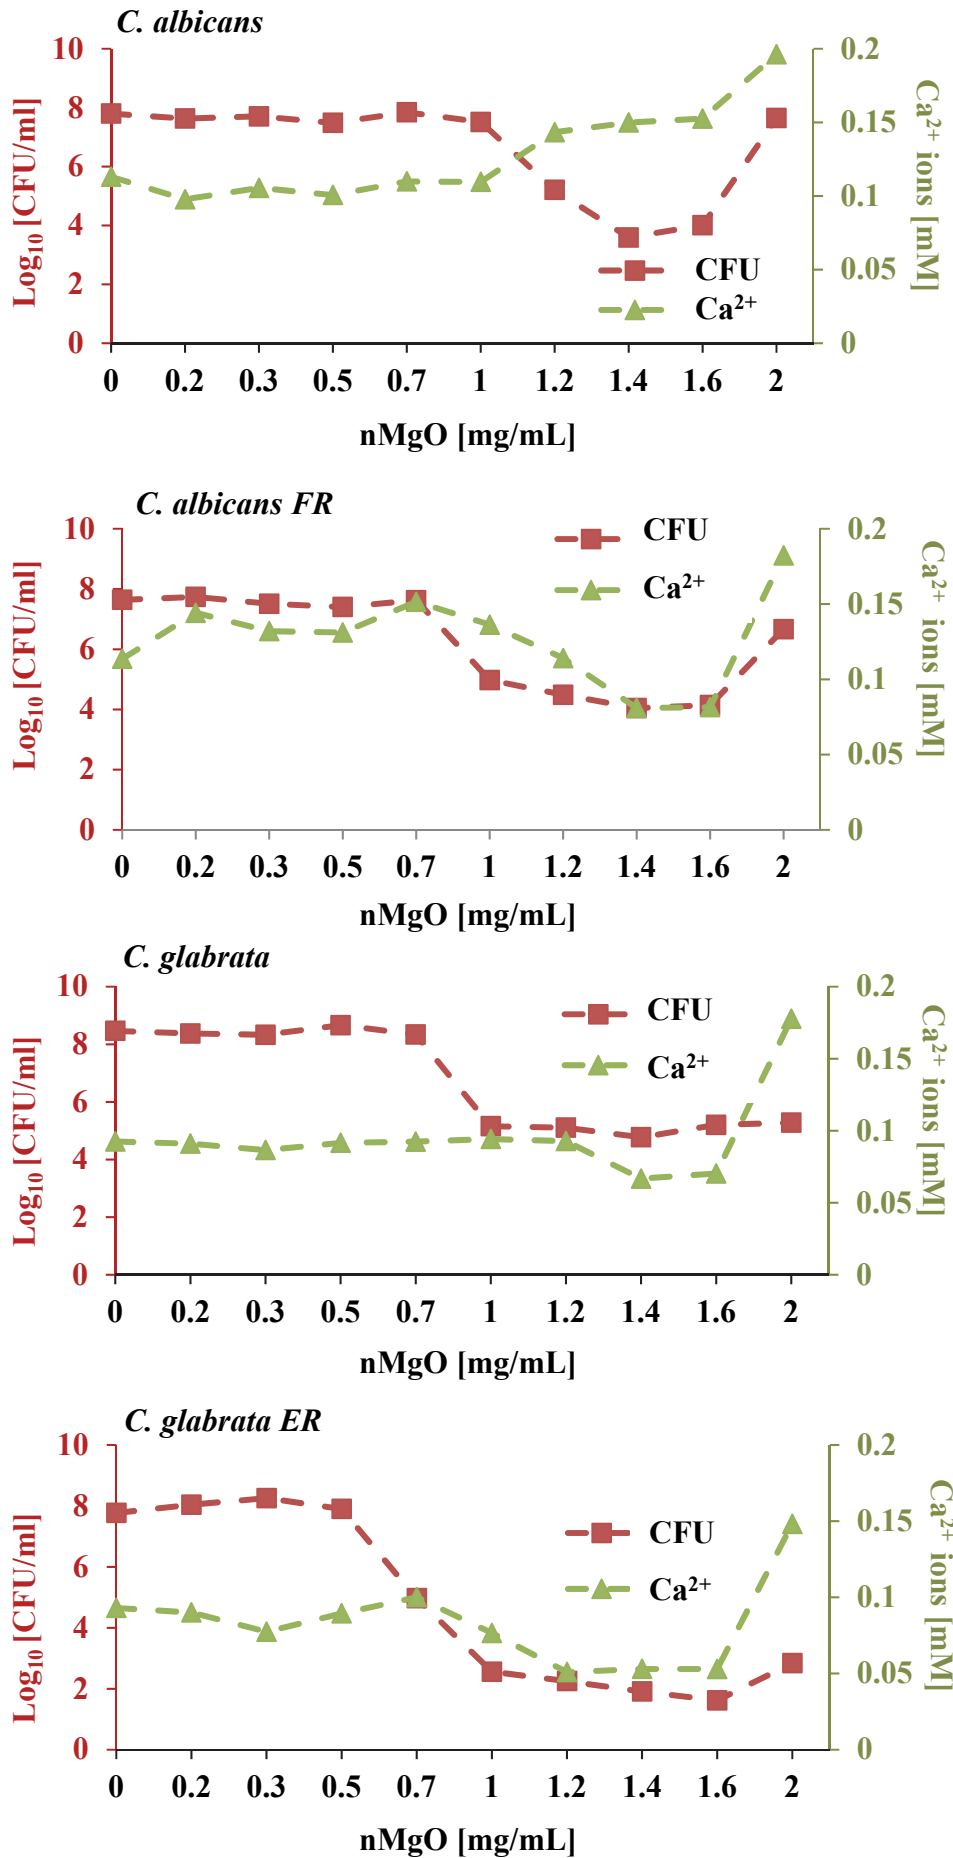 C. albicans
10
8
6
4
2
0
Log₁₀ [CFU/ml]
0.2
0.15
0.1
0.05
0
Ca²⁺ ions [mM]
CFU
Ca²⁺
0 0.2 0.3 0.5 0.7 1 1.2 1.4 1.6 2
nMgO [mg/mL]
C. albicans FR
10
8
6
4
2
0
Log₁₀ [CFU/ml]
0.2
0.15
0.1
0.05
0
Ca²⁺ ions [mM]
CFU
Ca²⁺
0 0.2 0.3 0.5 0.7 1 1.2 1.4 1.6 2
nMgO [mg/mL]
C. glabrata
10
8
6
4
2
0
Log₁₀ [CFU/ml]
0.2
0.15
0.1
0.05
0
Ca²⁺ ions [mM]
CFU
Ca²⁺
0 0.2 0.3 0.5 0.7 1 1.2 1.4 1.6 2
nMgO [mg/mL]
C. glabrata ER
10
8
6
4
2
0
Log₁₀ [CFU/ml]
0.2
0.15
0.1
0.05
0
Ca²⁺ ions [mM]
CFU
Ca²⁺
0 0.2 0.3 0.5 0.7 1 1.2 1.4 1.6 2
nMgO [mg/mL]